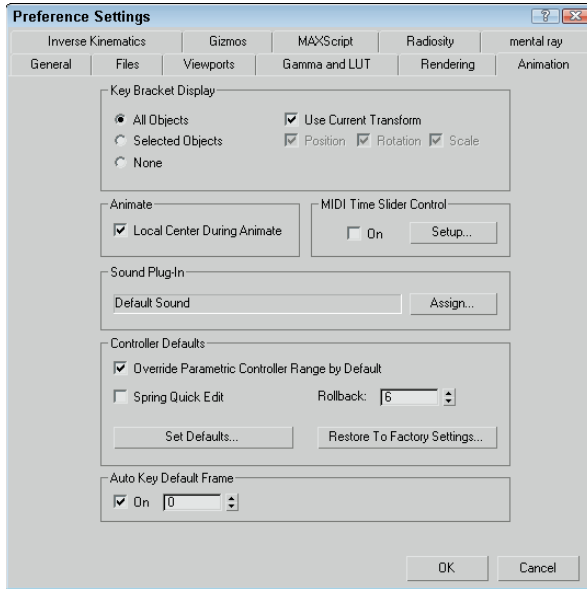 Preference Settings
Inverse Kinematics Gizmos MAXScript Radiosity mental ray
General Files Viewports Gamma and LUT Rendering Animation
Key Bracket Display
All Objects Use Current Transform
Selected Objects Position Rotation Scale
None
Animate MIDI Time Slider Control
Local Center During Animate On Setup...
Sound Plug-In
Default Sound Assign...
Controller Defaults
Override Parametric Controller Range by Default
Spring Quick Edit Rollback: 6
Set Defaults... Restore To Factory Settings...
Auto Key Default Frame
On 0
OK Cancel